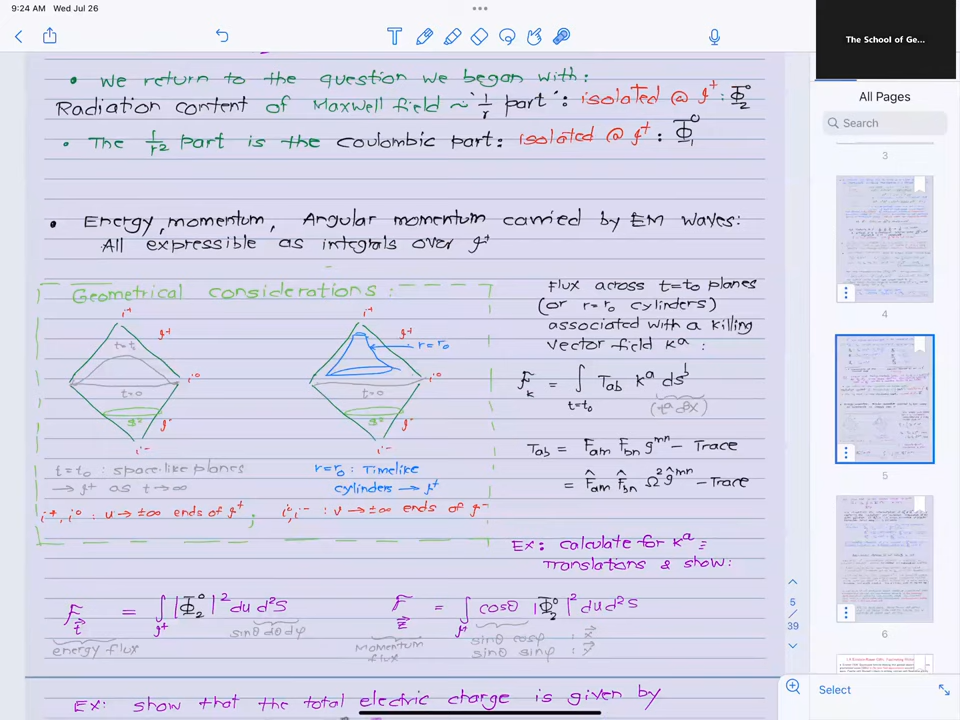 9:24 AM Wed Jul 26
The School of Ge...
All Pages
Search
• We return to the question we began with:
Radiation content of Maxwell field ~ '1/r part': isolated @ 𝓘⁺ : Φ₂⁰
• The 1/r² part is the coulombic part: isolated @ 𝓘⁺ : Φ₁⁰
• Energy, momentum, Angular momentum carried by EM waves:
All expressible as integrals over 𝓘⁺
Geometrical considerations:
i⁺ i⁺
𝓘⁺ 𝓘⁺
t=t₀ r=r₀
i⁰ i⁰
t=0 t=0
𝓘⁻ 𝓘⁻
i⁻ i⁻
t=t₀ : space-like planes
→ 𝓘⁺ as t→∞
r=r₀ : Timelike
cylinders → 𝓘⁺
i⁺, i⁰ : u→±∞ ends of 𝓘⁺; i⁰, i⁻ : v→±∞ ends of 𝓘⁻
Flux across t=t₀ planes
(or r=r₀ cylinders)
associated with a killing
vector field kᵃ :
F_k = ∫_{t=t₀} T_ab kᵃ dsᵇ
T_ab = F_am F_bn g^mn − Trace
= F̂_am F̂_bn Ω² ĝ^mn − Trace
Ex: calculate for kᵃ =
translations & show:
F_t⃗ = ∫_𝓘⁺ |Φ₂⁰|² du d²S
sinθ dθ dφ
energy flux
F_z⃗ = ∫_𝓘⁺ cosθ |Φ₂⁰|² du d²S
sinθ cosφ : x⃗
sinθ sinφ : y⃗
Momentum
flux
Ex: show that the total electric charge is given by
3
4
5
6
5
/
39
Select